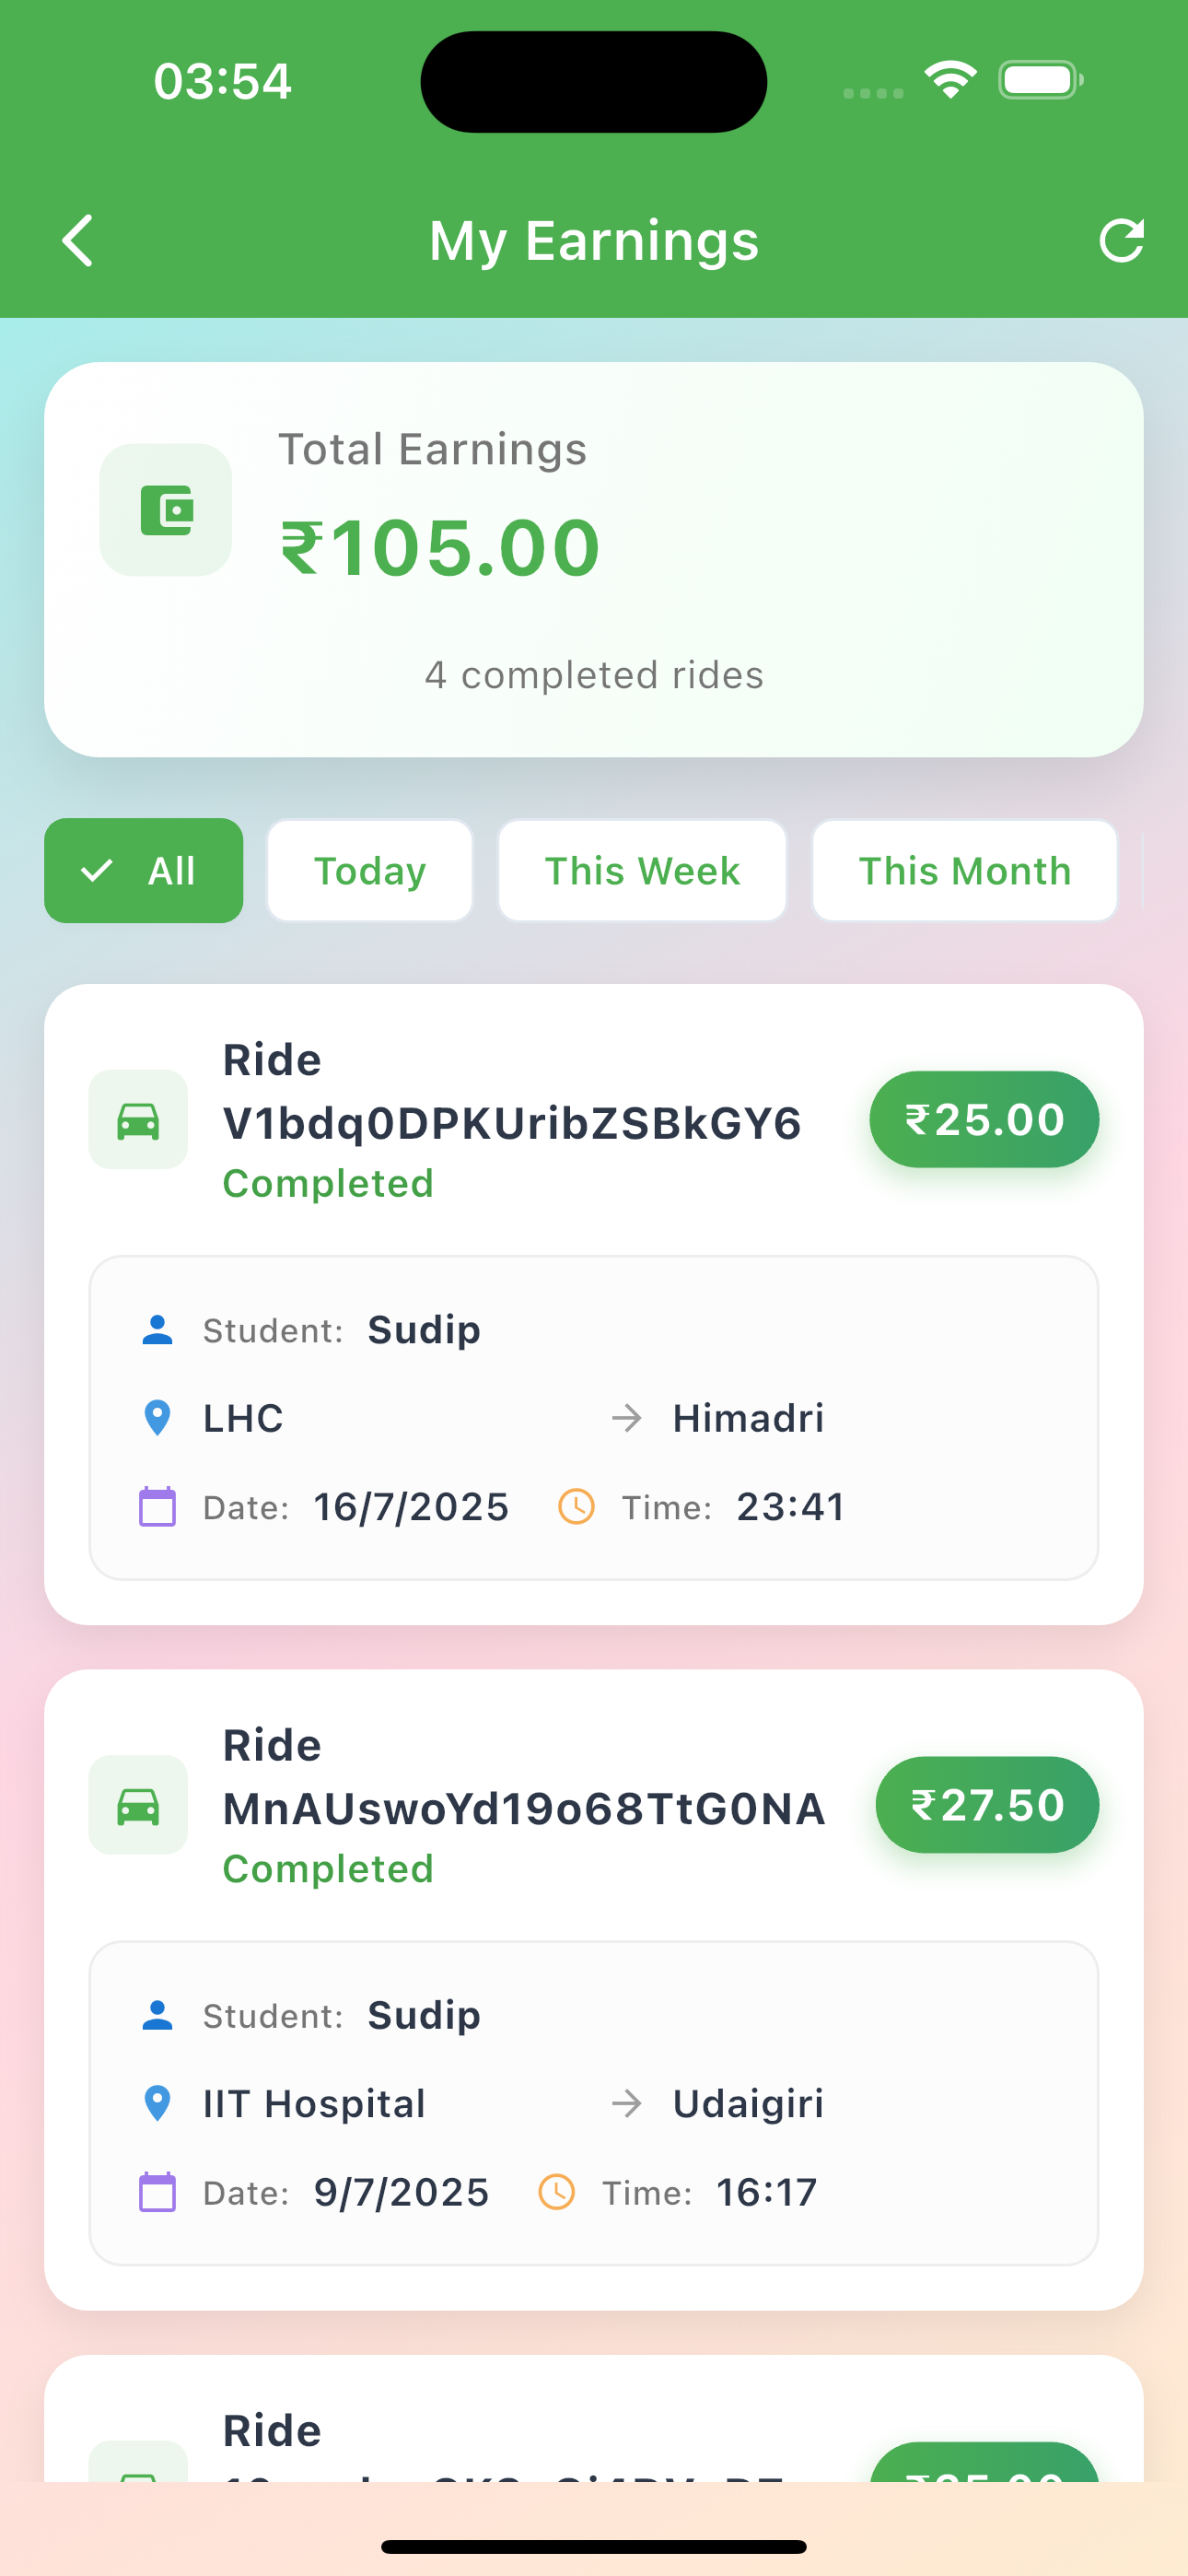 03:54
My Earnings
Total Earnings
₹105.00
4 completed rides
All Today This Week This Month
Ride
V1bdq0DPKUribZSBkGY6
₹25.00
Completed
Student: Sudip
LHC → Himadri
Date: 16/7/2025 Time: 23:41
Ride
MnAUswoYd19o68TtG0NA
₹27.50
Completed
Student: Sudip
IIT Hospital → Udaigiri
Date: 9/7/2025 Time: 16:17
Ride